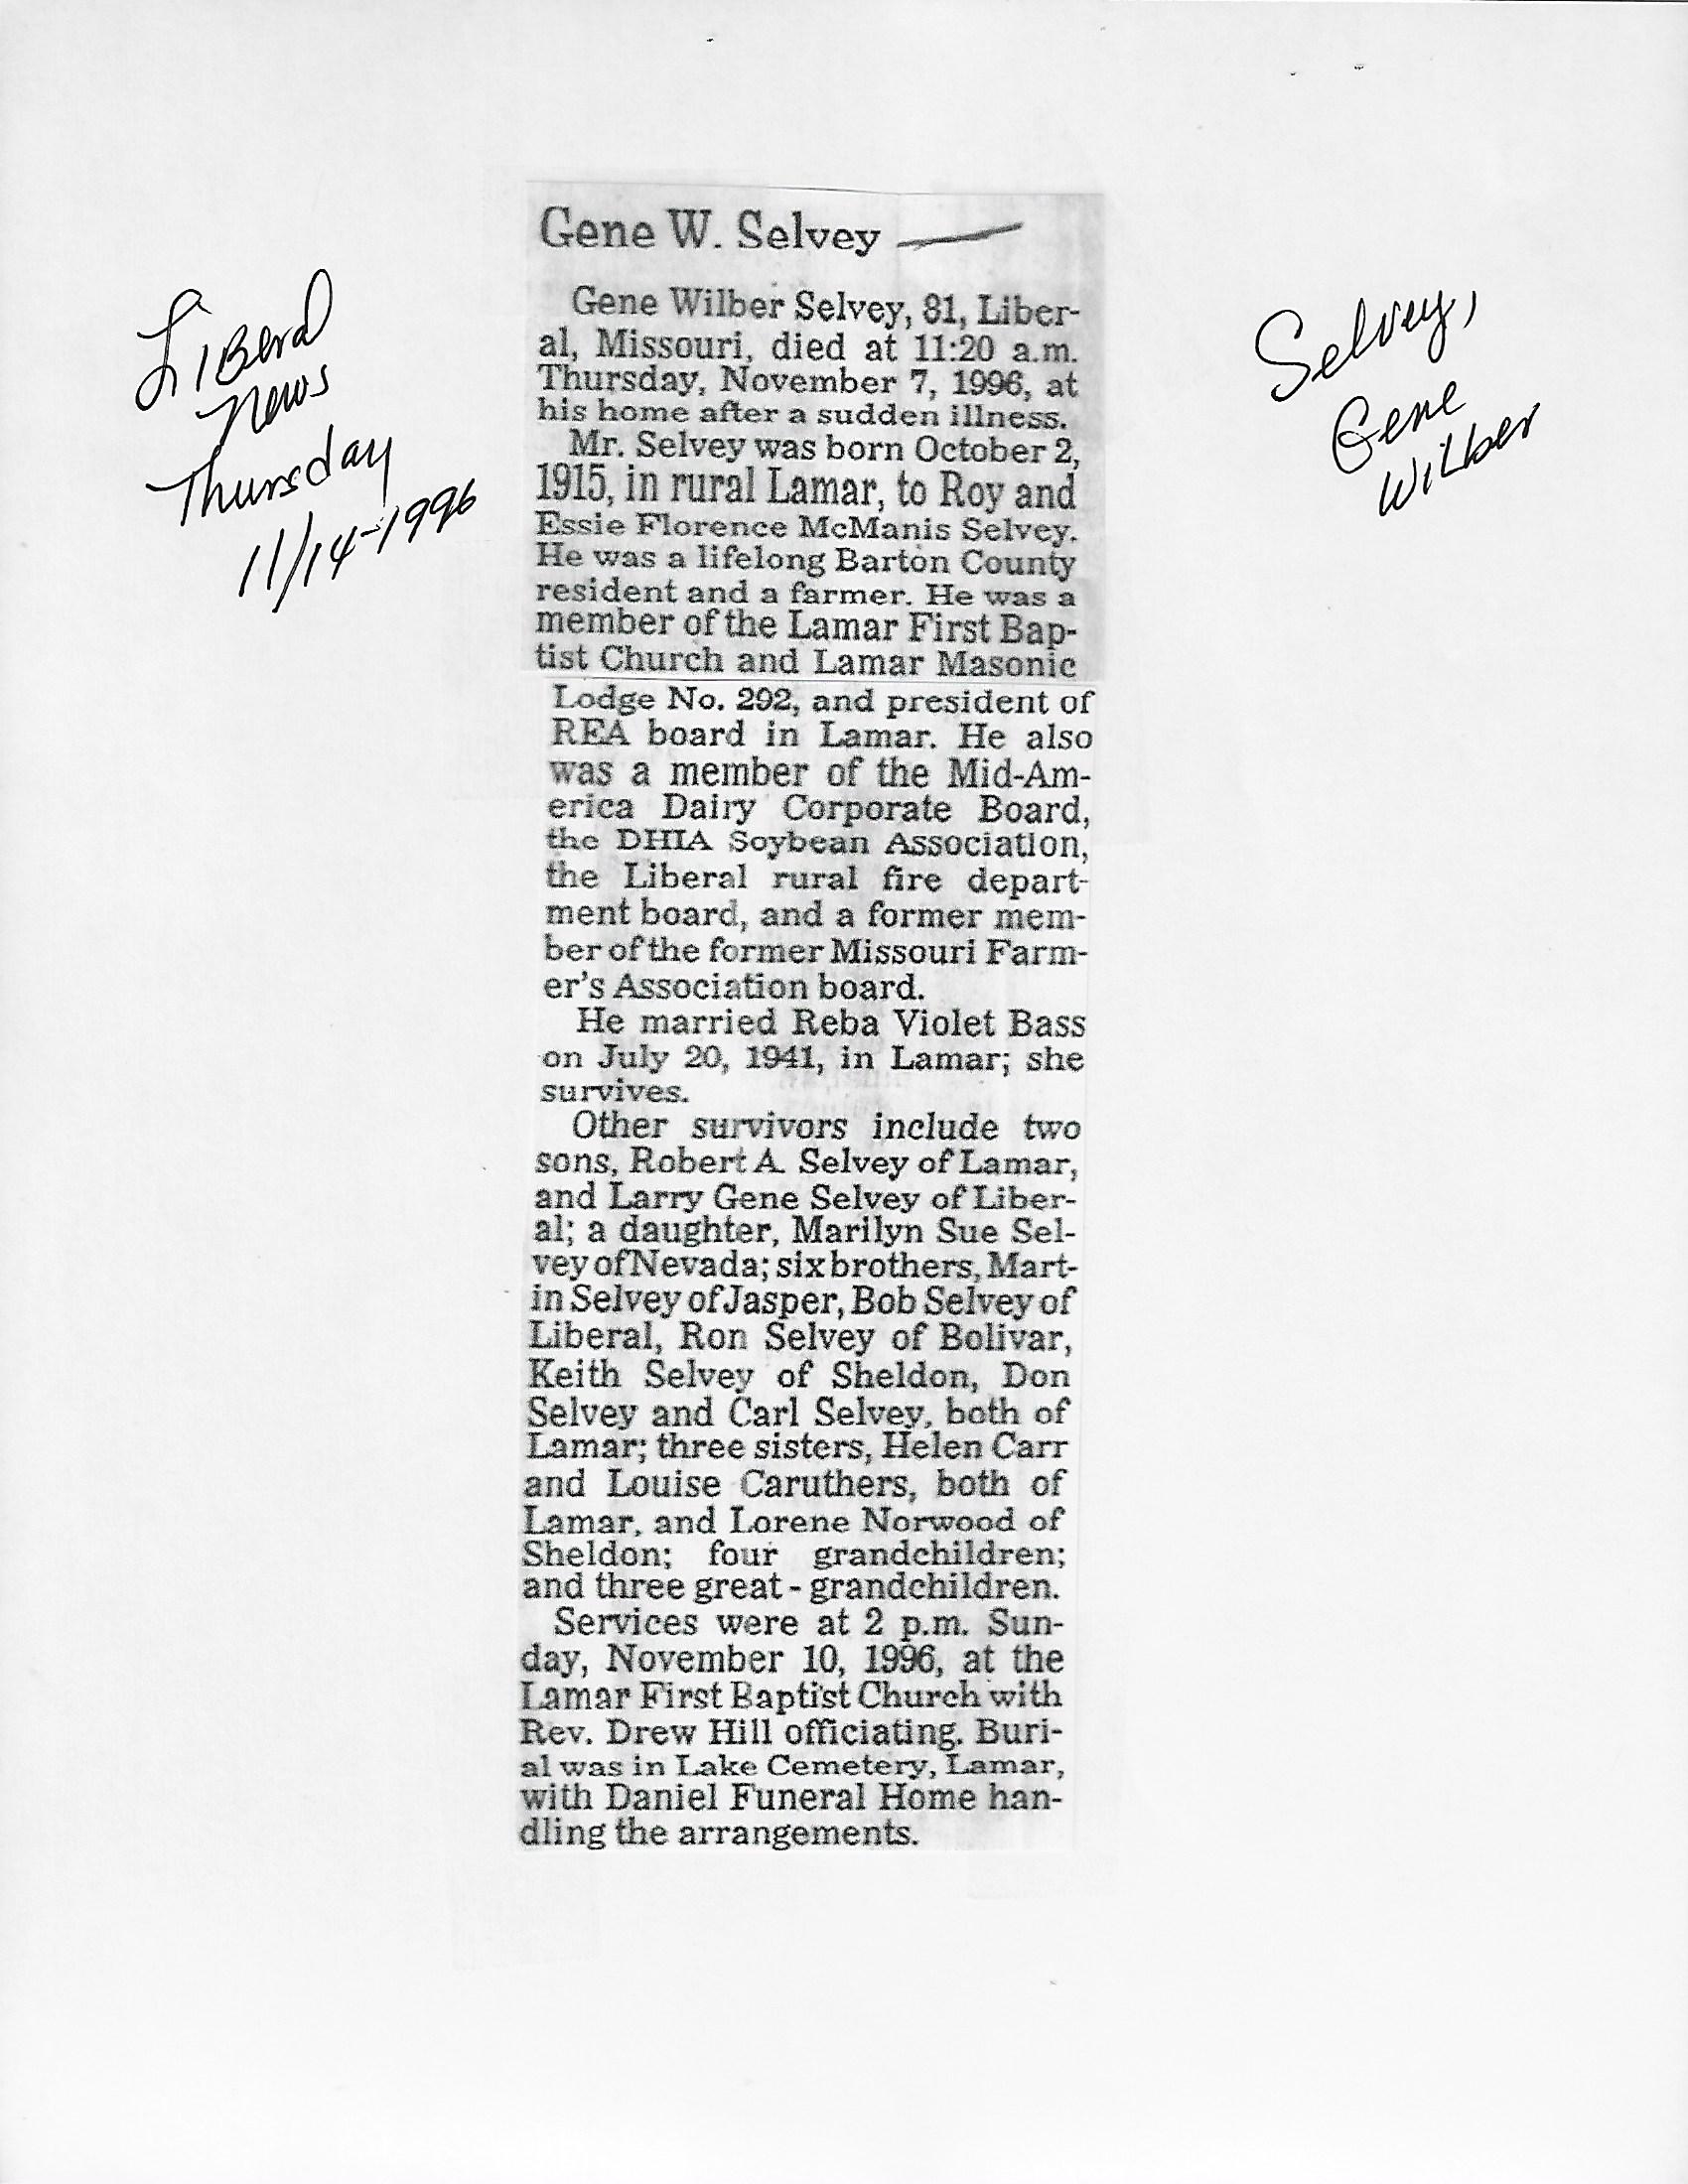 Liberal
News
Thursday
11/14-1996
Selvey,
Gene
Wilber
Gene W. Selvey
Gene Wilber Selvey, 81, Liber-
al, Missouri, died at 11:20 a.m.
Thursday, November 7, 1996, at
his home after a sudden illness.
Mr. Selvey was born October 2,
1915, in rural Lamar, to Roy and
Essie Florence McManis Selvey.
He was a lifelong Barton County
resident and a farmer. He was a
member of the Lamar First Bap-
tist Church and Lamar Masonic
Lodge No. 292, and president of
REA board in Lamar. He also
was a member of the Mid-Am-
erica Dairy Corporate Board,
the DHIA Soybean Association,
the Liberal rural fire depart-
ment board, and a former mem-
ber of the former Missouri Farm-
er's Association board.
He married Reba Violet Bass
on July 20, 1941, in Lamar; she
survives.
Other survivors include two
sons, Robert A. Selvey of Lamar,
and Larry Gene Selvey of Liber-
al; a daughter, Marilyn Sue Sel-
vey of Nevada; six brothers, Mart-
in Selvey of Jasper, Bob Selvey of
Liberal, Ron Selvey of Bolivar,
Keith Selvey of Sheldon, Don
Selvey and Carl Selvey, both of
Lamar; three sisters, Helen Carr
and Louise Caruthers, both of
Lamar, and Lorene Norwood of
Sheldon; four grandchildren;
and three great - grandchildren.
Services were at 2 p.m. Sun-
day, November 10, 1996, at the
Lamar First Baptist Church with
Rev. Drew Hill officiating. Buri-
al was in Lake Cemetery, Lamar,
with Daniel Funeral Home han-
dling the arrangements.